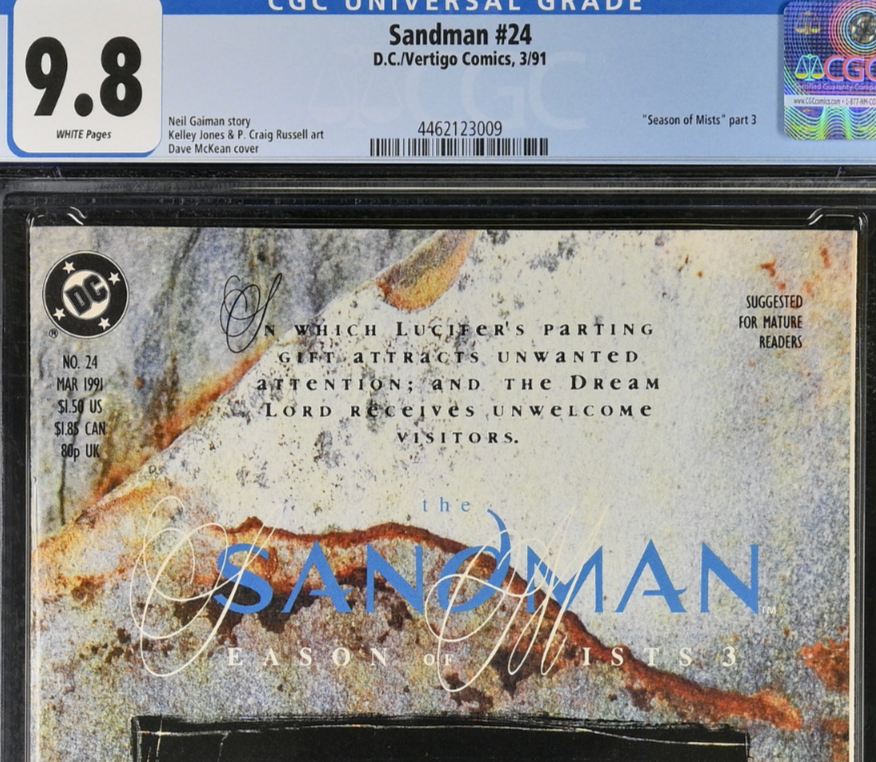 CGC UNIVERSAL GRADE
9.8
WHITE Pages
Sandman #24
D.C./Vertigo Comics, 3/91
Neil Gaiman story
Kelley Jones & P. Craig Russell art
Dave McKean cover
4462123009
"Season of Mists" part 3
CGC
DC
®
NO. 24
MAR 1991
$1.50 US
$1.85 CAN
80p UK
IN WHICH LUCIFER'S PARTING
GIFT ATTRACTS UNWANTED
ATTENTION; AND THE DREAM
LORD RECEIVES UNWELCOME
VISITORS.
SUGGESTED
FOR MATURE
READERS
the
SANDMAN
TM
SEASON OF MISTS 3